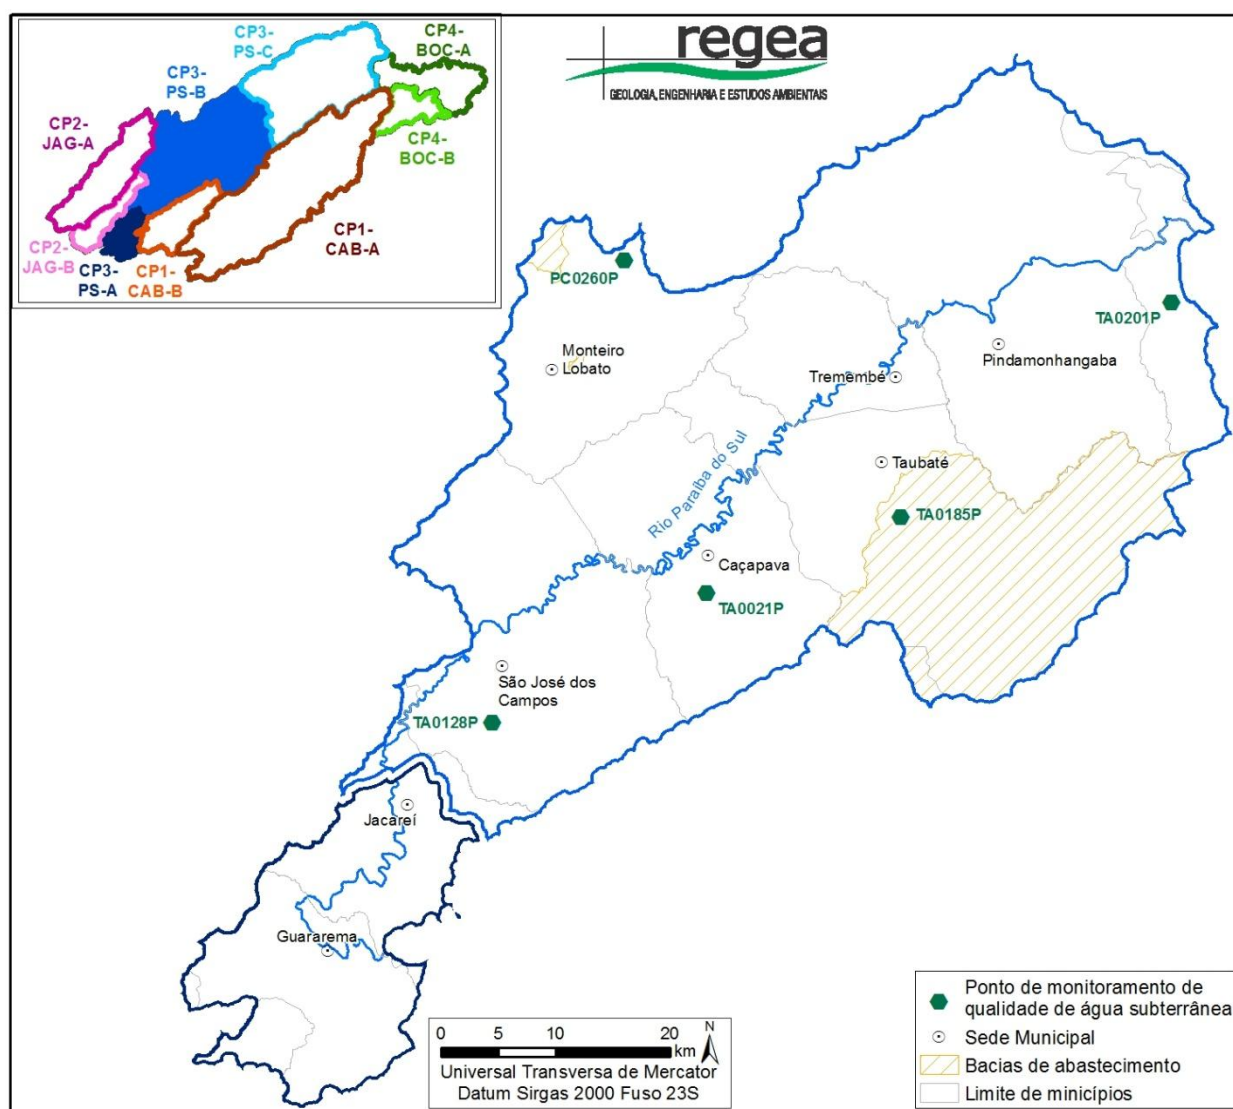 CP3-
PS-C
CP4-
BOC-A
CP3-
PS-B
CP2-
JAG-A
CP4-
BOC-B
CP1-
CAB-A
CP2-
JAG-B
CP3-
PS-A
CP1-
CAB-B
regea
GEOLOGIA, ENGENHARIA E ESTUDOS AMBIENTAIS
PC0260P
TA0201P
Monteiro
Lobato
Pindamonhangaba
Tremembé
Rio Paraíba do Sul
Taubaté
TA0185P
Caçapava
TA0021P
São José dos
Campos
TA0128P
Jacareí
Guararema
0 5 10 20
km
N
Universal Transversa de Mercator
Datum Sirgas 2000 Fuso 23S
Ponto de monitoramento de
qualidade de água subterrânea
Sede Municipal
Bacias de abastecimento
Limite de minicípios